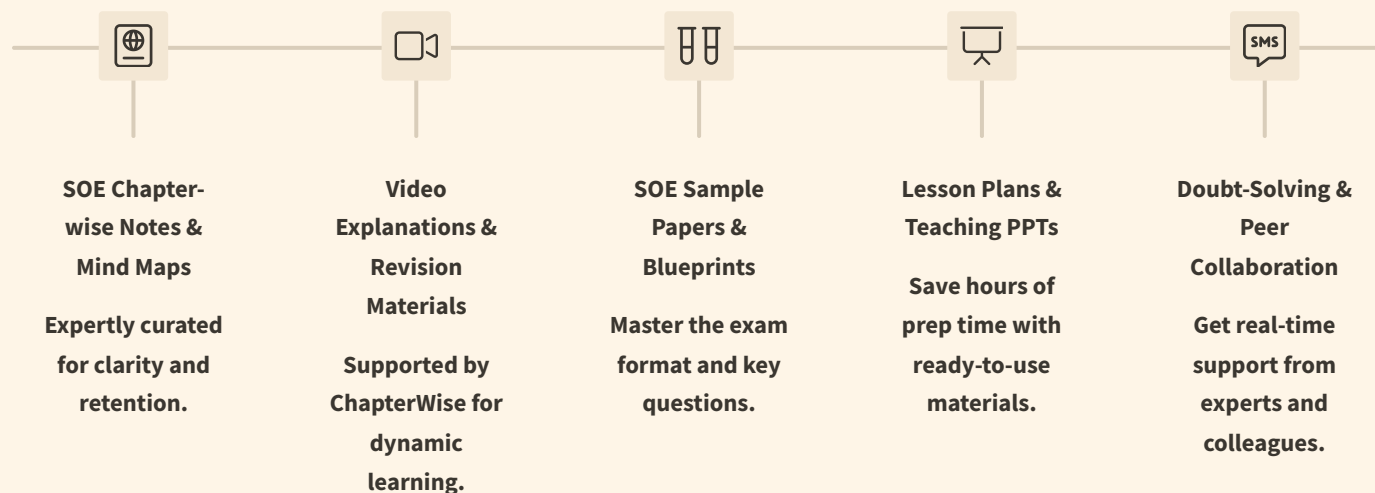 SMS
SOE Chapter-
wise Notes &
Mind Maps
Expertly curated
for clarity and
retention.
Video
Explanations &
Revision
Materials
Supported by
ChapterWise for
dynamic
learning.
SOE Sample
Papers &
Blueprints
Master the exam
format and key
questions.
Lesson Plans &
Teaching PPTs
Save hours of
prep time with
ready-to-use
materials.
Doubt-Solving &
Peer
Collaboration
Get real-time
support from
experts and
colleagues.